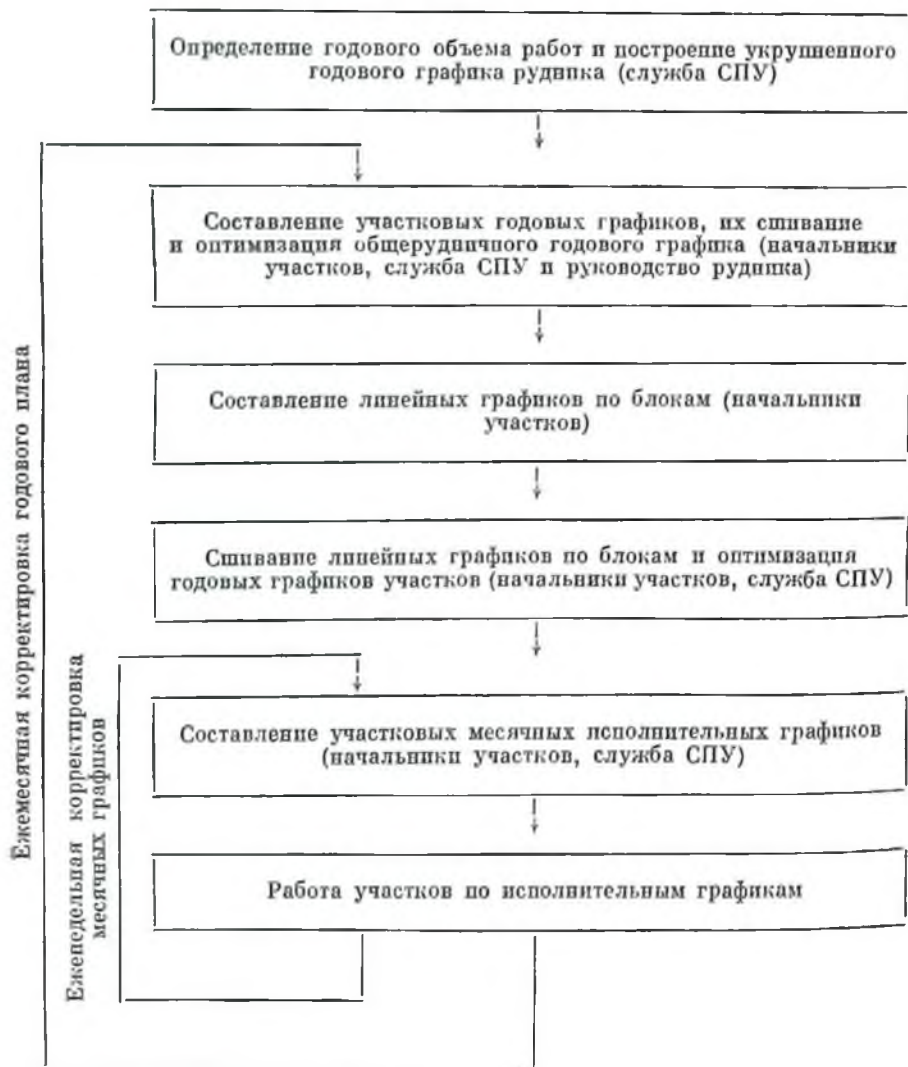 Определение годового объема работ и построение укрупненного
годового графика рудника (служба СПУ)
Составление участковых годовых графиков, их сшивание
и оптимизация общерудничного годового графика (начальники
участков, служба СПУ и руководство рудника)
Составление линейных графиков по блокам (начальники
участков)
Сшивание линейных графиков по блокам и оптимизация
годовых графиков участков (начальники участков, служба СПУ)
Составление участковых месячных исполнительных графиков
(начальники участков, служба СПУ)
Работа участков по исполнительным графикам
Ежемесячная корректировка годового плана
Еженедельная корректировка
месячных графиков